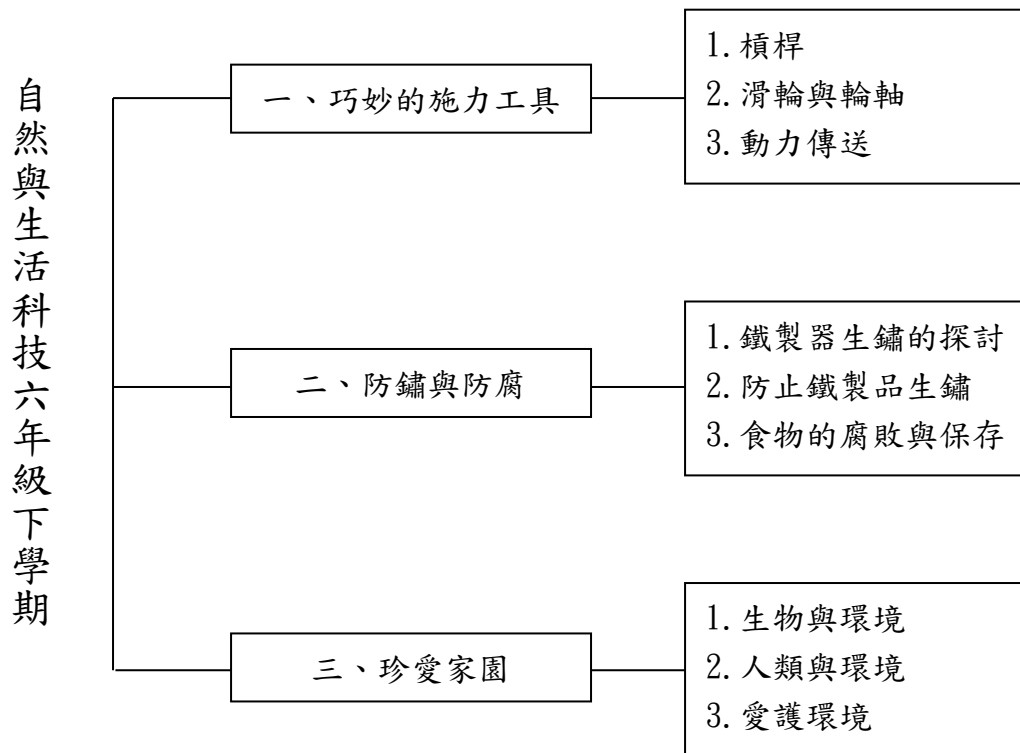 自然與生活科技六年級下學期
一、巧妙的施力工具
1.槓桿
2.滑輪與輪軸
3.動力傳送
二、防鏽與防腐
1.鐵製器生鏽的探討
2.防止鐵製品生鏽
3.食物的腐敗與保存
三、珍愛家園
1.生物與環境
2.人類與環境
3.愛護環境